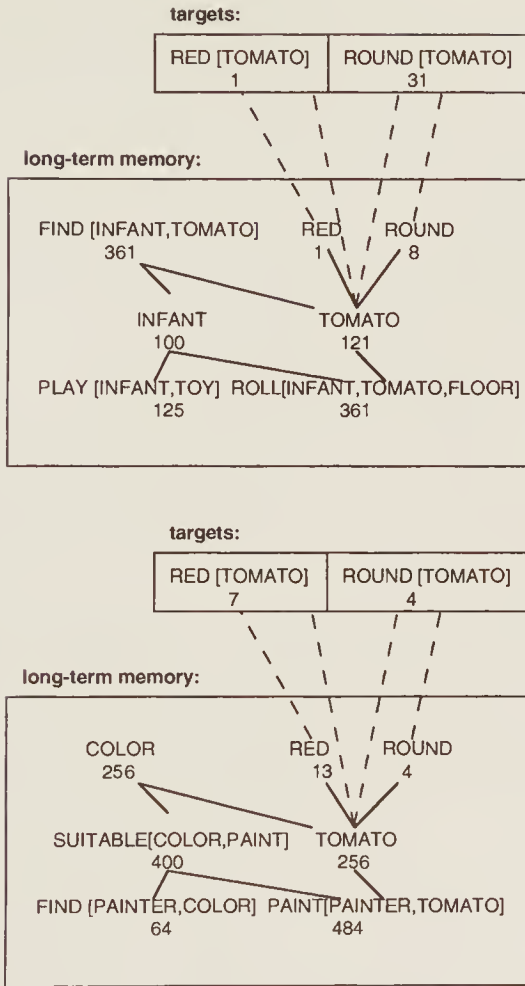 targets:
RED [TOMATO] ROUND [TOMATO]
1 31
long-term memory:
FIND [INFANT,TOMATO] RED ROUND
361 1 8
INFANT TOMATO
100 121
PLAY [INFANT,TOY] ROLL[INFANT,TOMATO,FLOOR]
125 361
targets:
RED [TOMATO] ROUND [TOMATO]
7 4
long-term memory:
COLOR RED ROUND
256 13 4
SUITABLE[COLOR,PAINT] TOMATO
400 256
FIND [PAINTER,COLOR] PAINT[PAINTER,TOMATO]
64 484